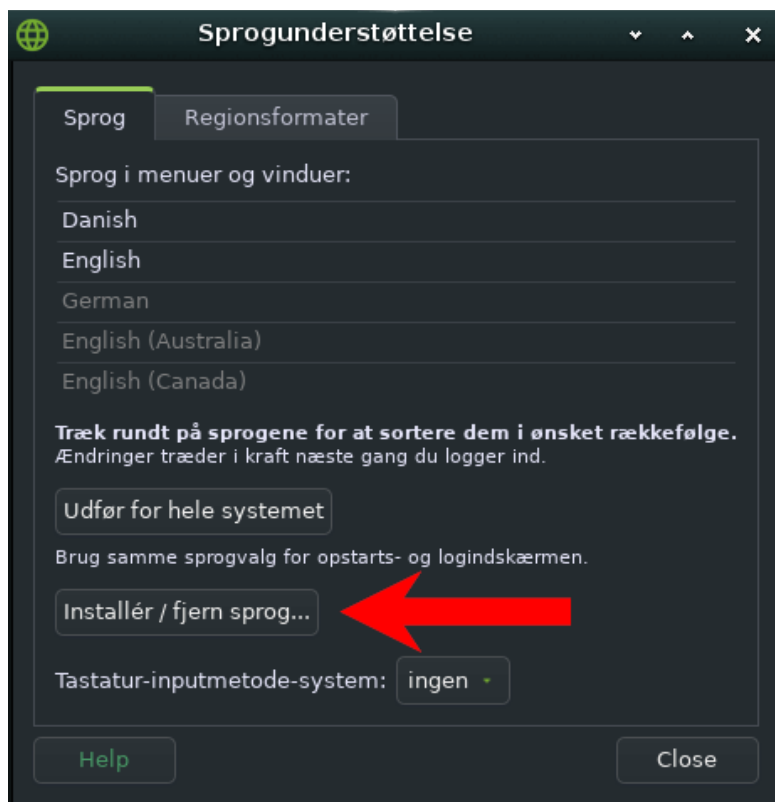 Sprogunderstøttelse
Sprog
Regionsformater
Sprog i menuer og vinduer:
Danish
English
German
English (Australia)
English (Canada)
Træk rundt på sprogene for at sortere dem i ønsket rækkefølge.
Ændringer træder i kraft næste gang du logger ind.
Udfør for hele systemet
Brug samme sprogvalg for opstarts- og logindskærmen.
Installér / fjern sprog...
Tastatur-inputmetode-system: ingen
Help
Close